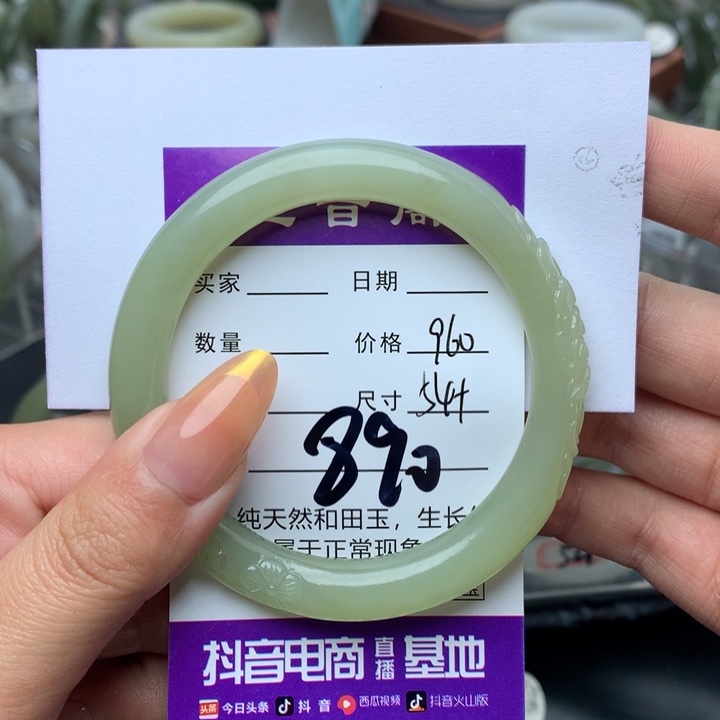 买家 日期
数量 价格 960
尺寸 54+
890
纯天然和田玉，生长
属于正常现象
抖音电商直播基地
头条 今日头条 抖音 西瓜视频 抖音火山版